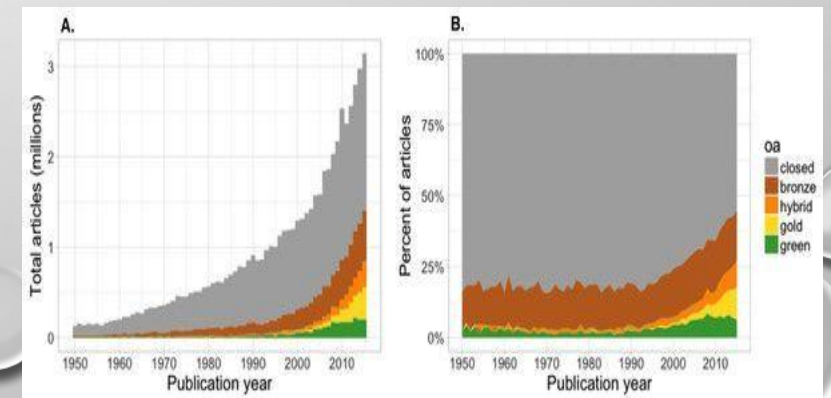 A.
Total articles (millions)
3
2
1
0
1950 1960 1970 1980 1990 2000 2010
Publication year
B.
Percent of articles
100%
75%
50%
25%
0%
1950 1960 1970 1980 1990 2000 2010
Publication year
oa
closed
bronze
hybrid
gold
green